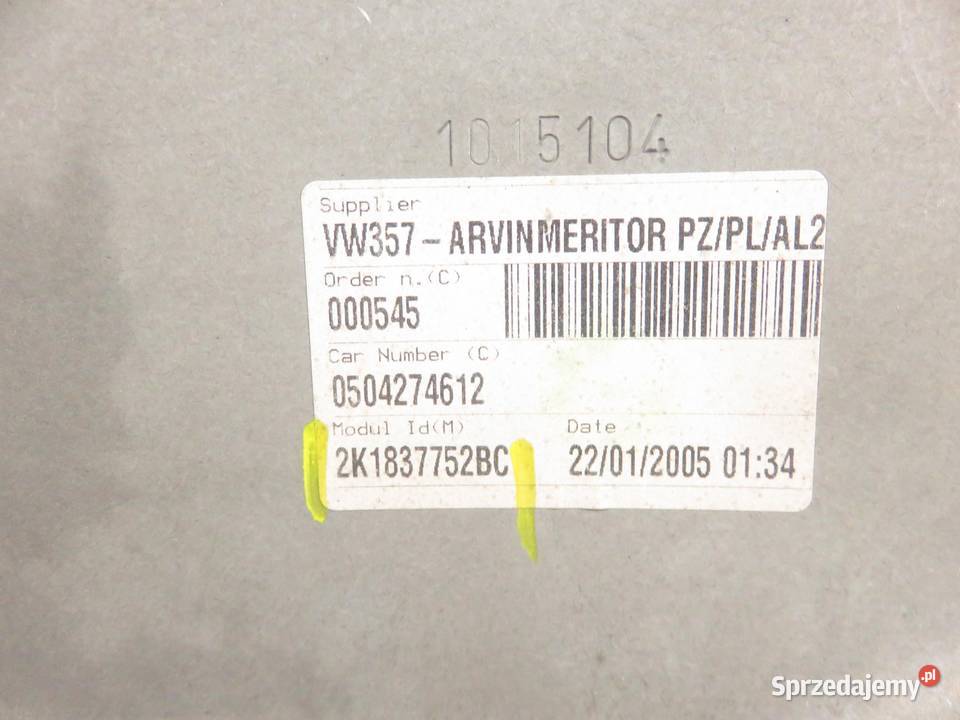 1015104
Supplier
VW357-ARVINMERITOR PZ/PL/AL2
Order n.(C)
000545
Car Number (C)
0504274612
Modul Id(M) Date
2K1837752BC 22/01/2005 01:34
Sprzedajemy.pl